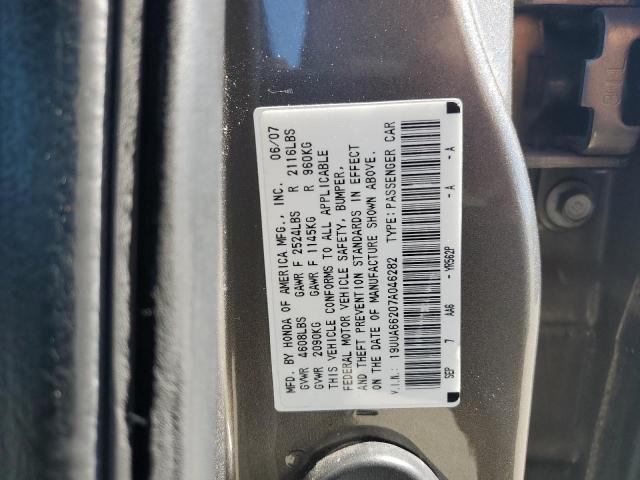 MFD. BY HONDA OF AMERICA MFG., INC. 06/07
GVWR 4608LBS GAWR F 2524LBS R 2116LBS
GVWR 2090KG GAWR F 1145KG R 960KG
THIS VEHICLE CONFORMS TO ALL APPLICABLE
FEDERAL MOTOR VEHICLE SAFETY, BUMPER,
AND THEFT PREVENTION STANDARDS IN EFFECT
ON THE DATE OF MANUFACTURE SHOWN ABOVE.
V.I.N.: 19UUA66207A046282 TYPE: PASSENGER CAR
SEP 7 AA6 - YR562P - A - A